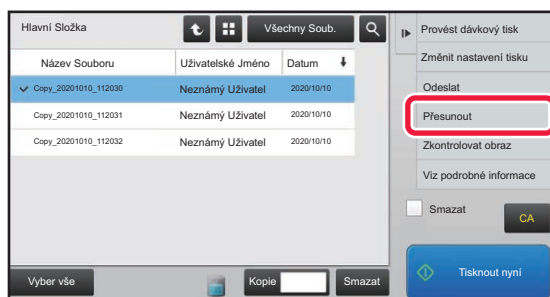 Hlavní Složka
Všechny Soub.
Název Souboru Uživatelské Jméno Datum
Copy_20201010_112030 Neznámý Uživatel 2020/10/10
Copy_20201010_112031 Neznámý Uživatel 2020/10/10
Copy_20201010_112032 Neznámý Uživatel 2020/10/10
Vyber vše
Kopie
Smazat
Provést dávkový tisk
Změnit nastavení tisku
Odeslat
Přesunout
Zkontrolovat obraz
Viz podrobné informace
Smazat
CA
Tisknout nyní